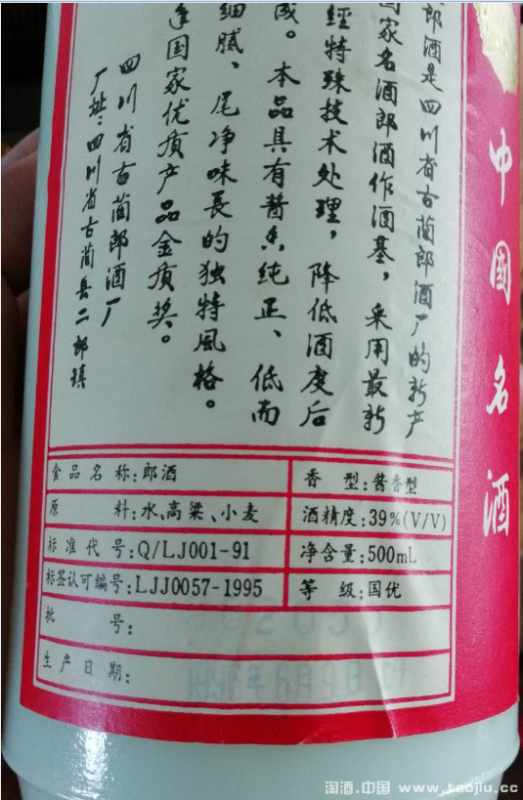 中国名酒
郎酒是四川省古蔺郎酒厂的新产
国家名酒郎酒作酒基，采用最新
經特殊技术处理，降低酒度后
成。本品具有酱香纯正、低而
细腻、尾净味長的独特風格。
国家优质产品金质奖。
四川省古蔺郎酒厂
厂址：四川省古蔺县二郎镇
食品名称：郎酒
香型：酱香型
原料：水、高梁、小麦
酒精度：39%(V/V)
标准代号：Q/LJ001-91
净含量：500mL
标签认可编号：LJJ0057-1995
等级：国优
批号：
生产日期：
淘酒.中国 www.taojiu.cc